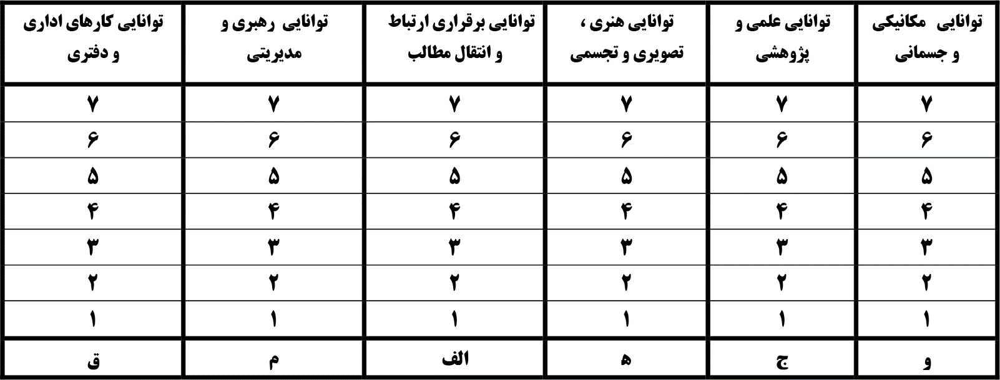 توانایی مکانیکی و جسمانی | توانایی علمی و پژوهشی | توانایی هنری ، تصویری و تجسمی | توانایی برقراری ارتباط و انتقال مطالب | توانایی رهبری و مدیریتی | توانایی کارهای اداری و دفتری
۷ ۷ ۷ ۷ ۷ ۷
۶ ۶ ۶ ۶ ۶ ۶
۵ ۵ ۵ ۵ ۵ ۵
۴ ۴ ۴ ۴ ۴ ۴
۳ ۳ ۳ ۳ ۳ ۳
۲ ۲ ۲ ۲ ۲ ۲
۱ ۱ ۱ ۱ ۱ ۱
و ج ه الف م ق